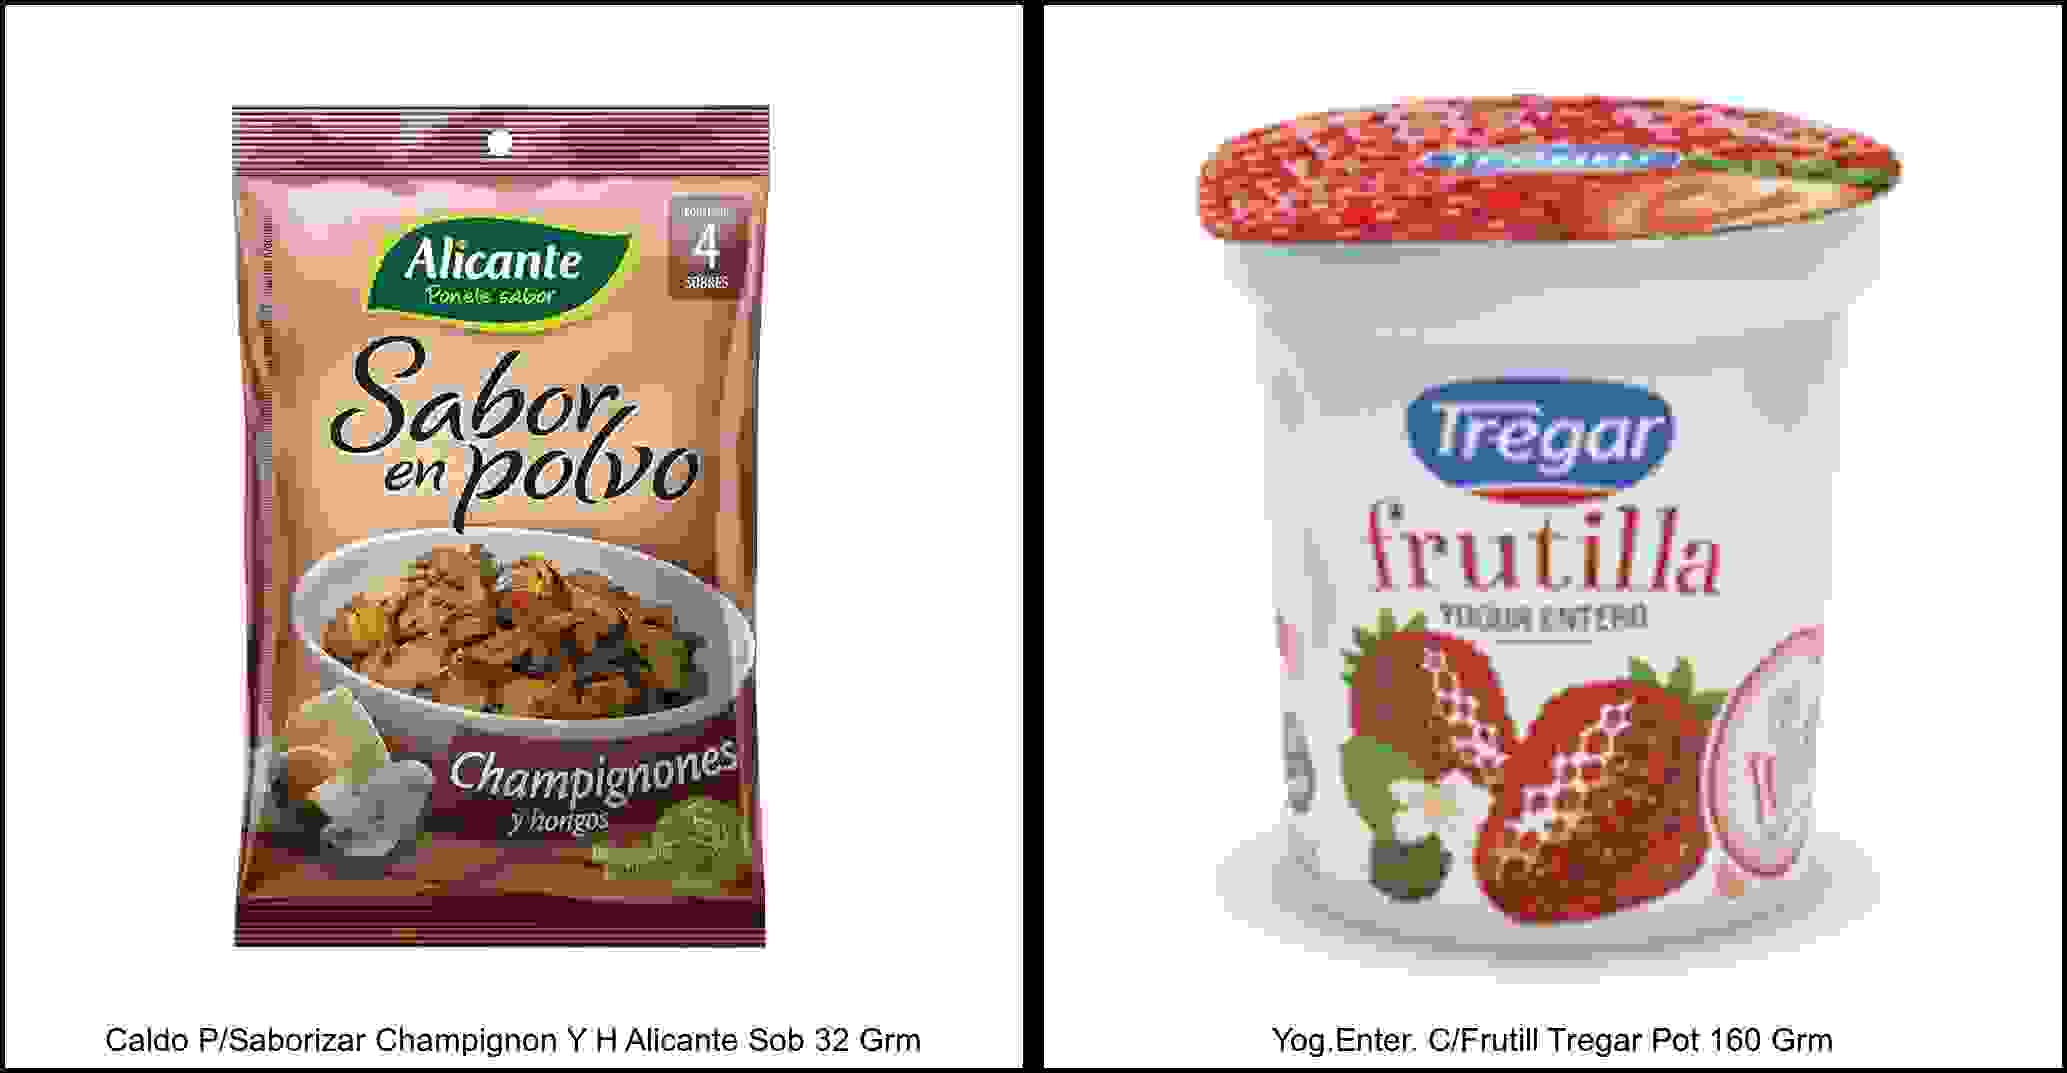 Alicante
Ponele sabor
4
SOBRES
Sabor
en polvo
Champignones
y hongos
Caldo P/Saborizar Champignon Y H Alicante Sob 32 Grm
Tregar
frutilla
YOGUR ENTERO
Yog.Enter. C/Frutill Tregar Pot 160 Grm